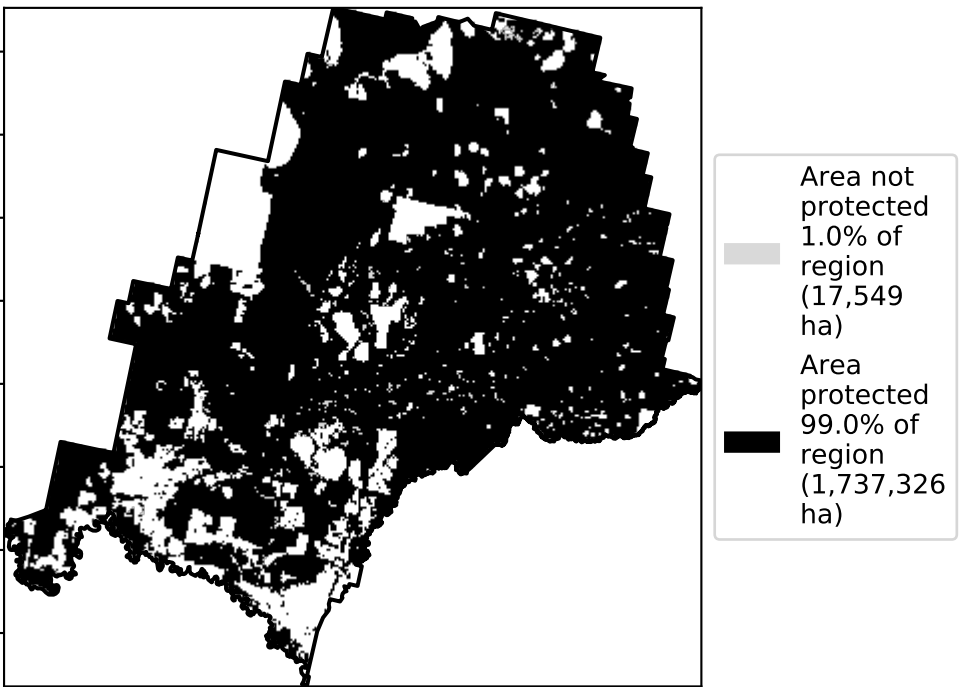 Area not
protected
1.0% of
region
(17,549
ha)
Area
protected
99.0% of
region
(1,737,326
ha)